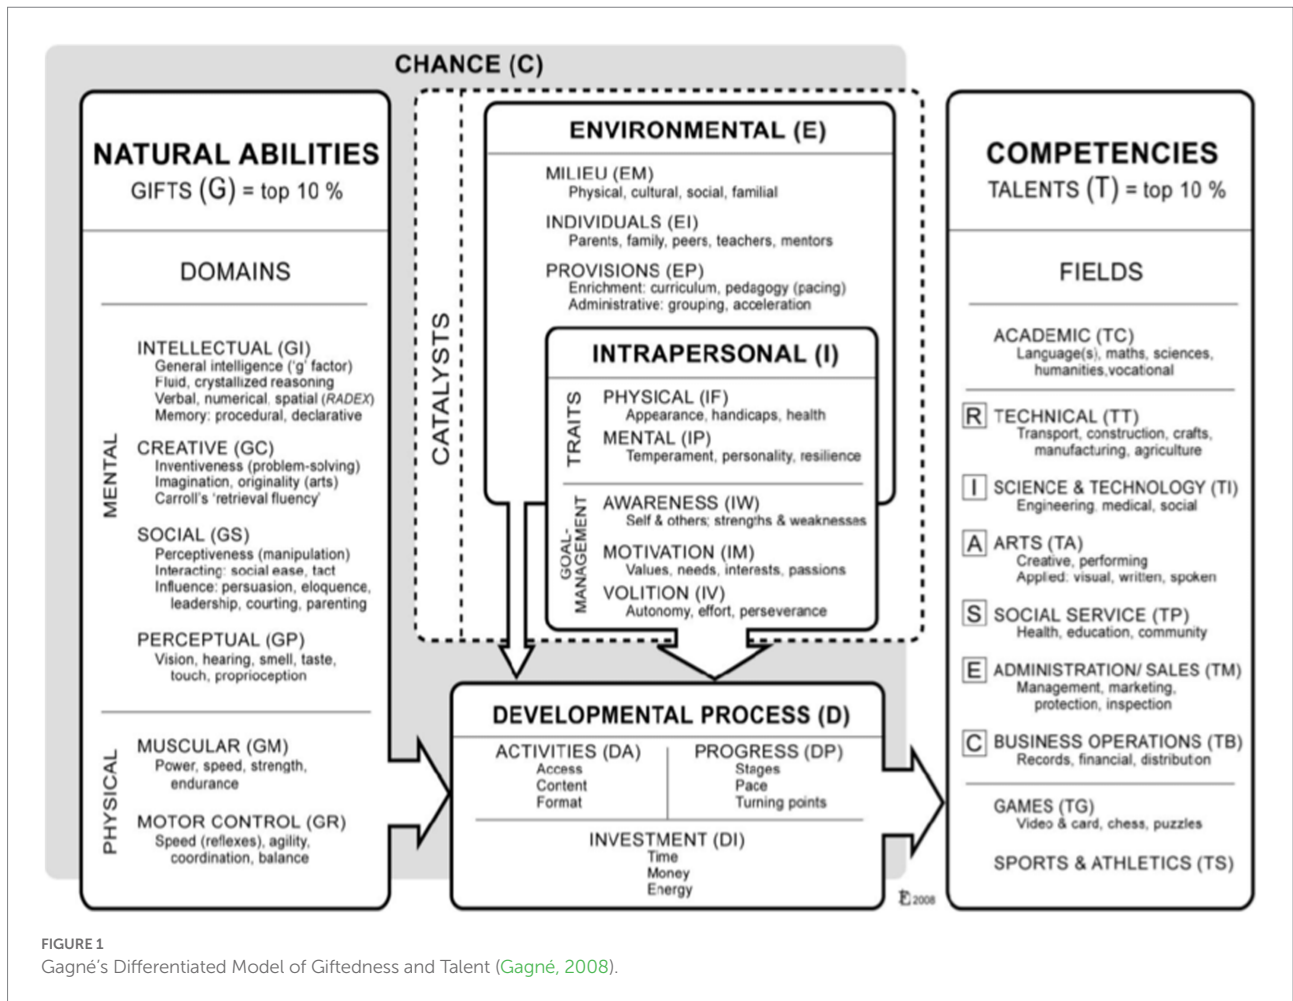 CHANCE (C)
NATURAL ABILITIES
GIFTS (G) = top 10 %
DOMAINS
MENTAL
INTELLECTUAL (GI)
General intelligence ('g' factor)
Fluid, crystallized reasoning
Verbal, numerical, spatial (RADEX)
Memory: procedural, declarative
CREATIVE (GC)
Inventiveness (problem-solving)
Imagination, originality (arts)
Carroll's 'retrieval fluency'
SOCIAL (GS)
Perceptiveness (manipulation)
Interacting: social ease, tact
Influence: persuasion, eloquence,
leadership, courting, parenting
PERCEPTUAL (GP)
Vision, hearing, smell, taste,
touch, proprioception
PHYSICAL
MUSCULAR (GM)
Power, speed, strength,
endurance
MOTOR CONTROL (GR)
Speed (reflexes), agility,
coordination, balance
CATALYSTS
ENVIRONMENTAL (E)
MILIEU (EM)
Physical, cultural, social, familial
INDIVIDUALS (EI)
Parents, family, peers, teachers, mentors
PROVISIONS (EP)
Enrichment: curriculum, pedagogy (pacing)
Administrative: grouping, acceleration
INTRAPERSONAL (I)
TRAITS
PHYSICAL (IF)
Appearance, handicaps, health
MENTAL (IP)
Temperament, personality, resilience
GOAL-
MANAGEMENT
AWARENESS (IW)
Self & others; strengths & weaknesses
MOTIVATION (IM)
Values, needs, interests, passions
VOLITION (IV)
Autonomy, effort, perseverance
DEVELOPMENTAL PROCESS (D)
ACTIVITIES (DA)
Access
Content
Format
PROGRESS (DP)
Stages
Pace
Turning points
INVESTMENT (DI)
Time
Money
Energy
2008
COMPETENCIES
TALENTS (T) = top 10 %
FIELDS
ACADEMIC (TC)
Language(s), maths, sciences,
humanities,vocational
R TECHNICAL (TT)
Transport, construction, crafts,
manufacturing, agriculture
I SCIENCE & TECHNOLOGY (TI)
Engineering, medical, social
A ARTS (TA)
Creative, performing
Applied: visual, written, spoken
S SOCIAL SERVICE (TP)
Health, education, community
E ADMINISTRATION/ SALES (TM)
Management, marketing,
protection, inspection
C BUSINESS OPERATIONS (TB)
Records, financial, distribution
GAMES (TG)
Video & card, chess, puzzles
SPORTS & ATHLETICS (TS)
FIGURE 1
Gagné's Differentiated Model of Giftedness and Talent (Gagné, 2008).